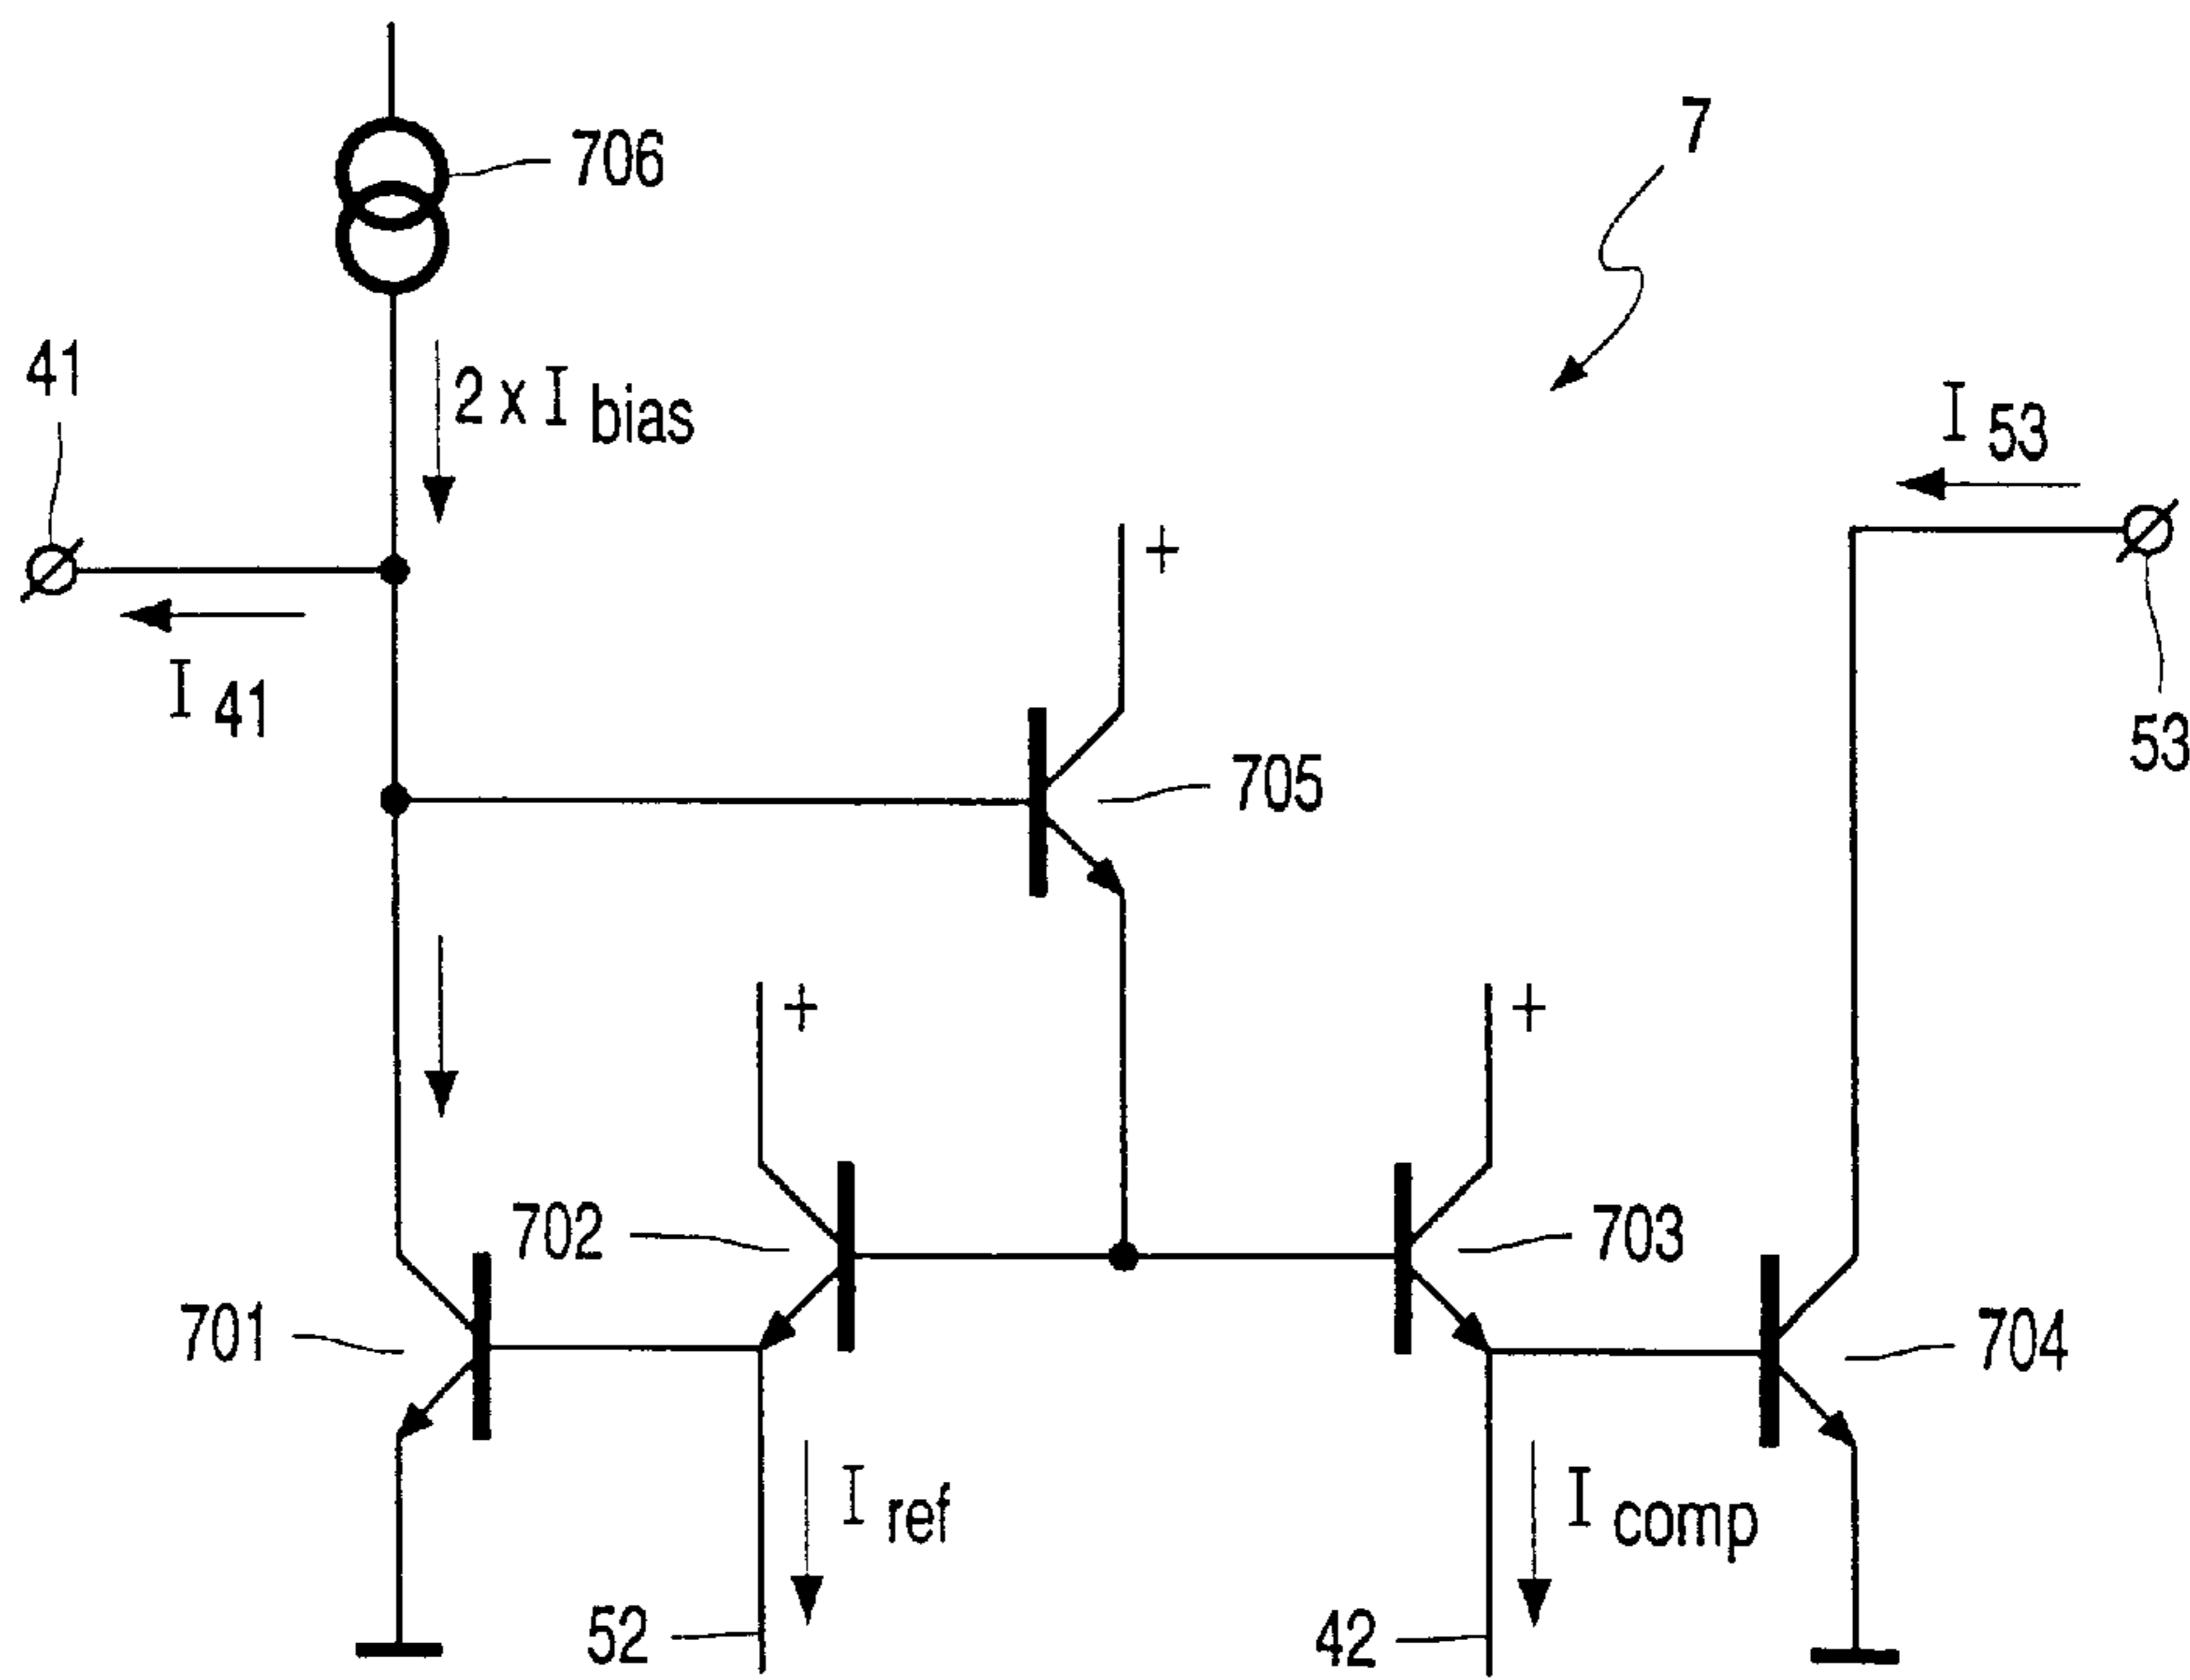 706
7
41
2 x I bias
I 53
+
I 41
53
705
+
+
702
703
701
704
I ref
I comp
52
42